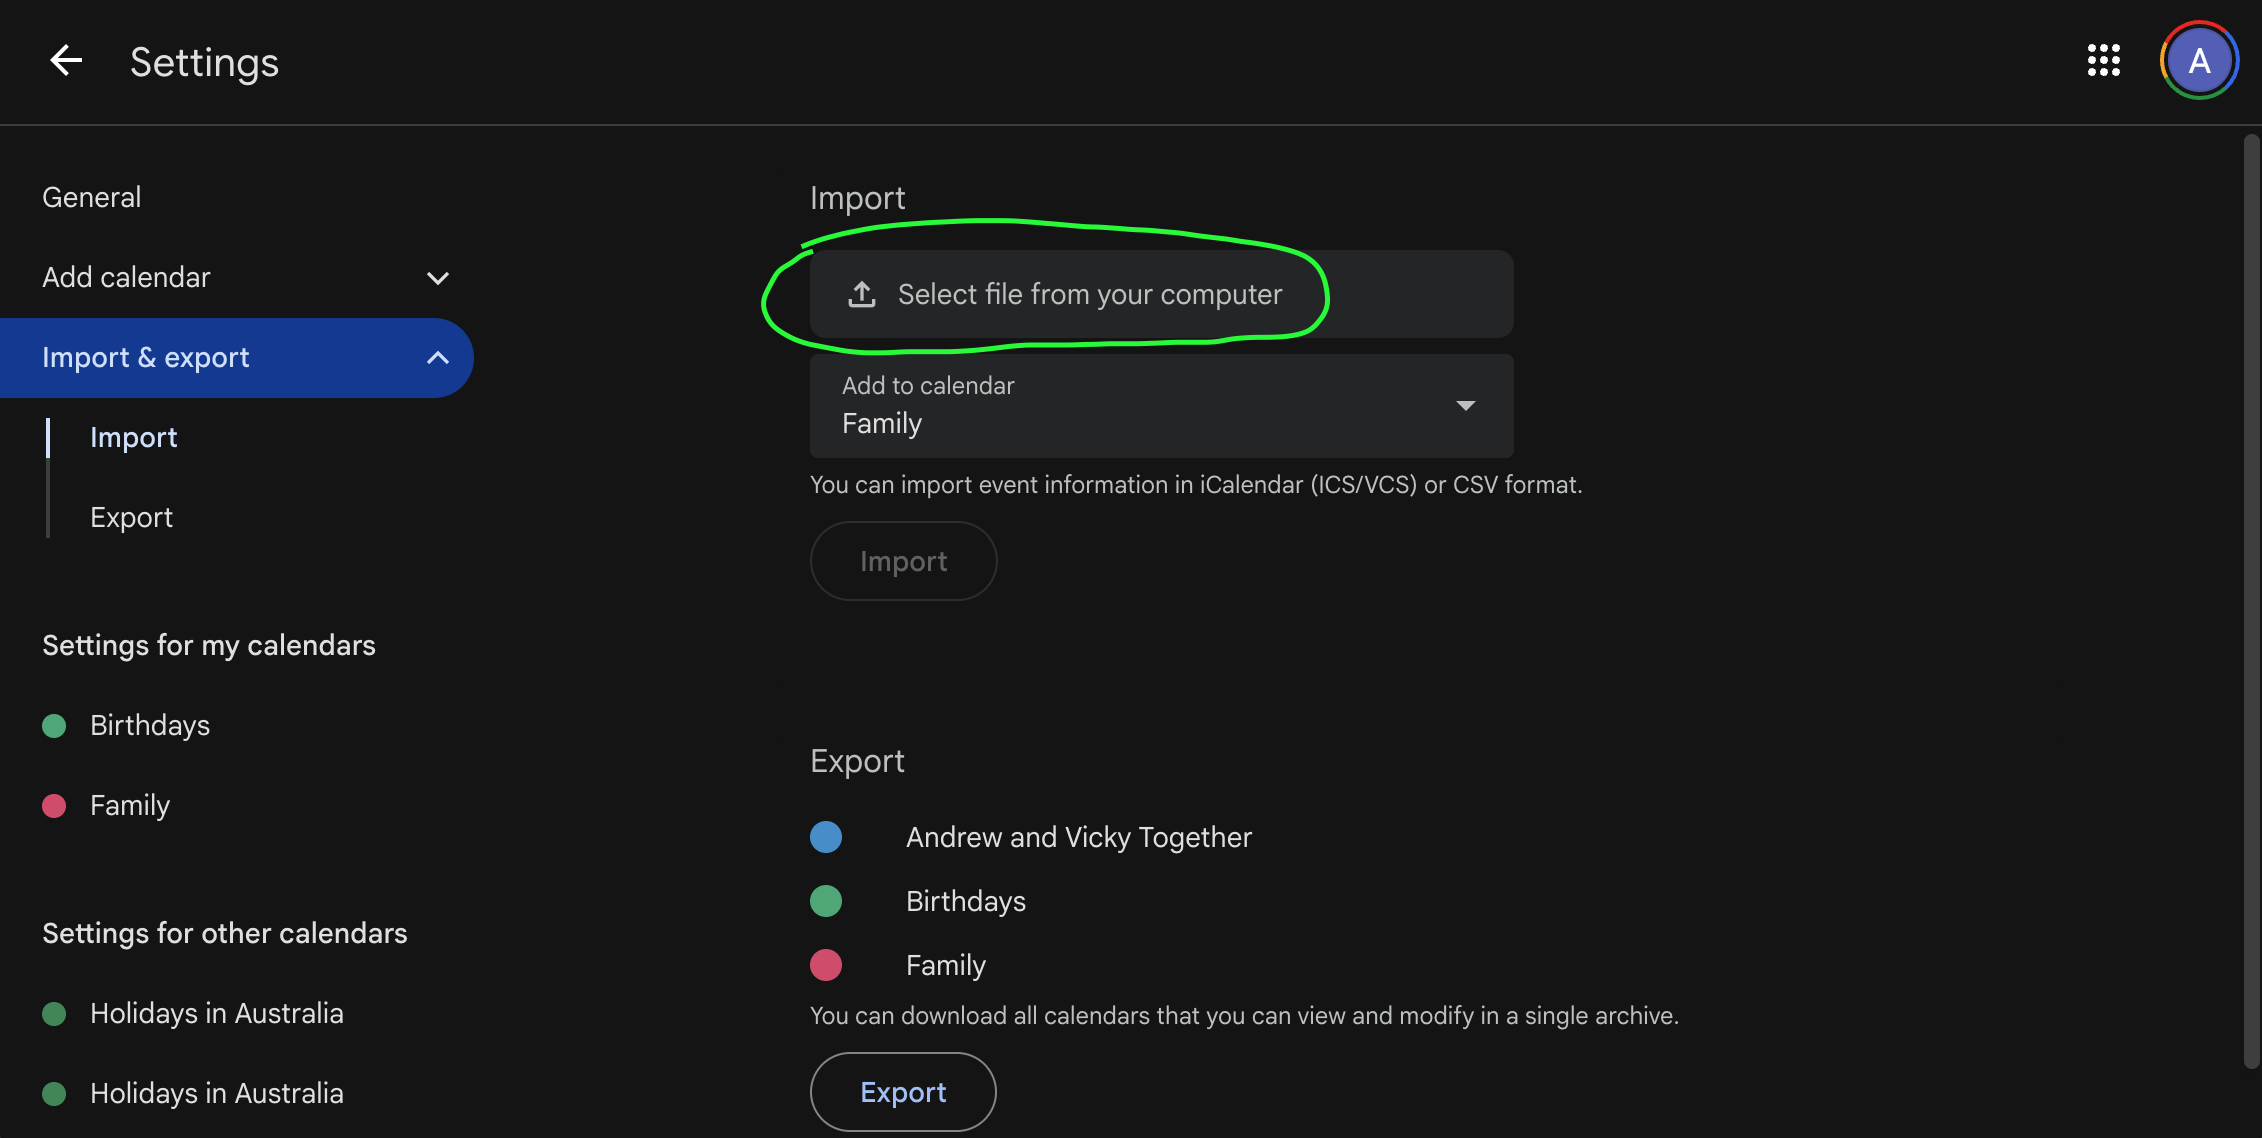 Settings
A
General
Add calendar
Import & export
Import
Export
Settings for my calendars
Birthdays
Family
Settings for other calendars
Holidays in Australia
Holidays in Australia
Import
Select file from your computer
Add to calendar
Family
You can import event information in iCalendar (ICS/VCS) or CSV format.
Import
Export
Andrew and Vicky Together
Birthdays
Family
You can download all calendars that you can view and modify in a single archive.
Export